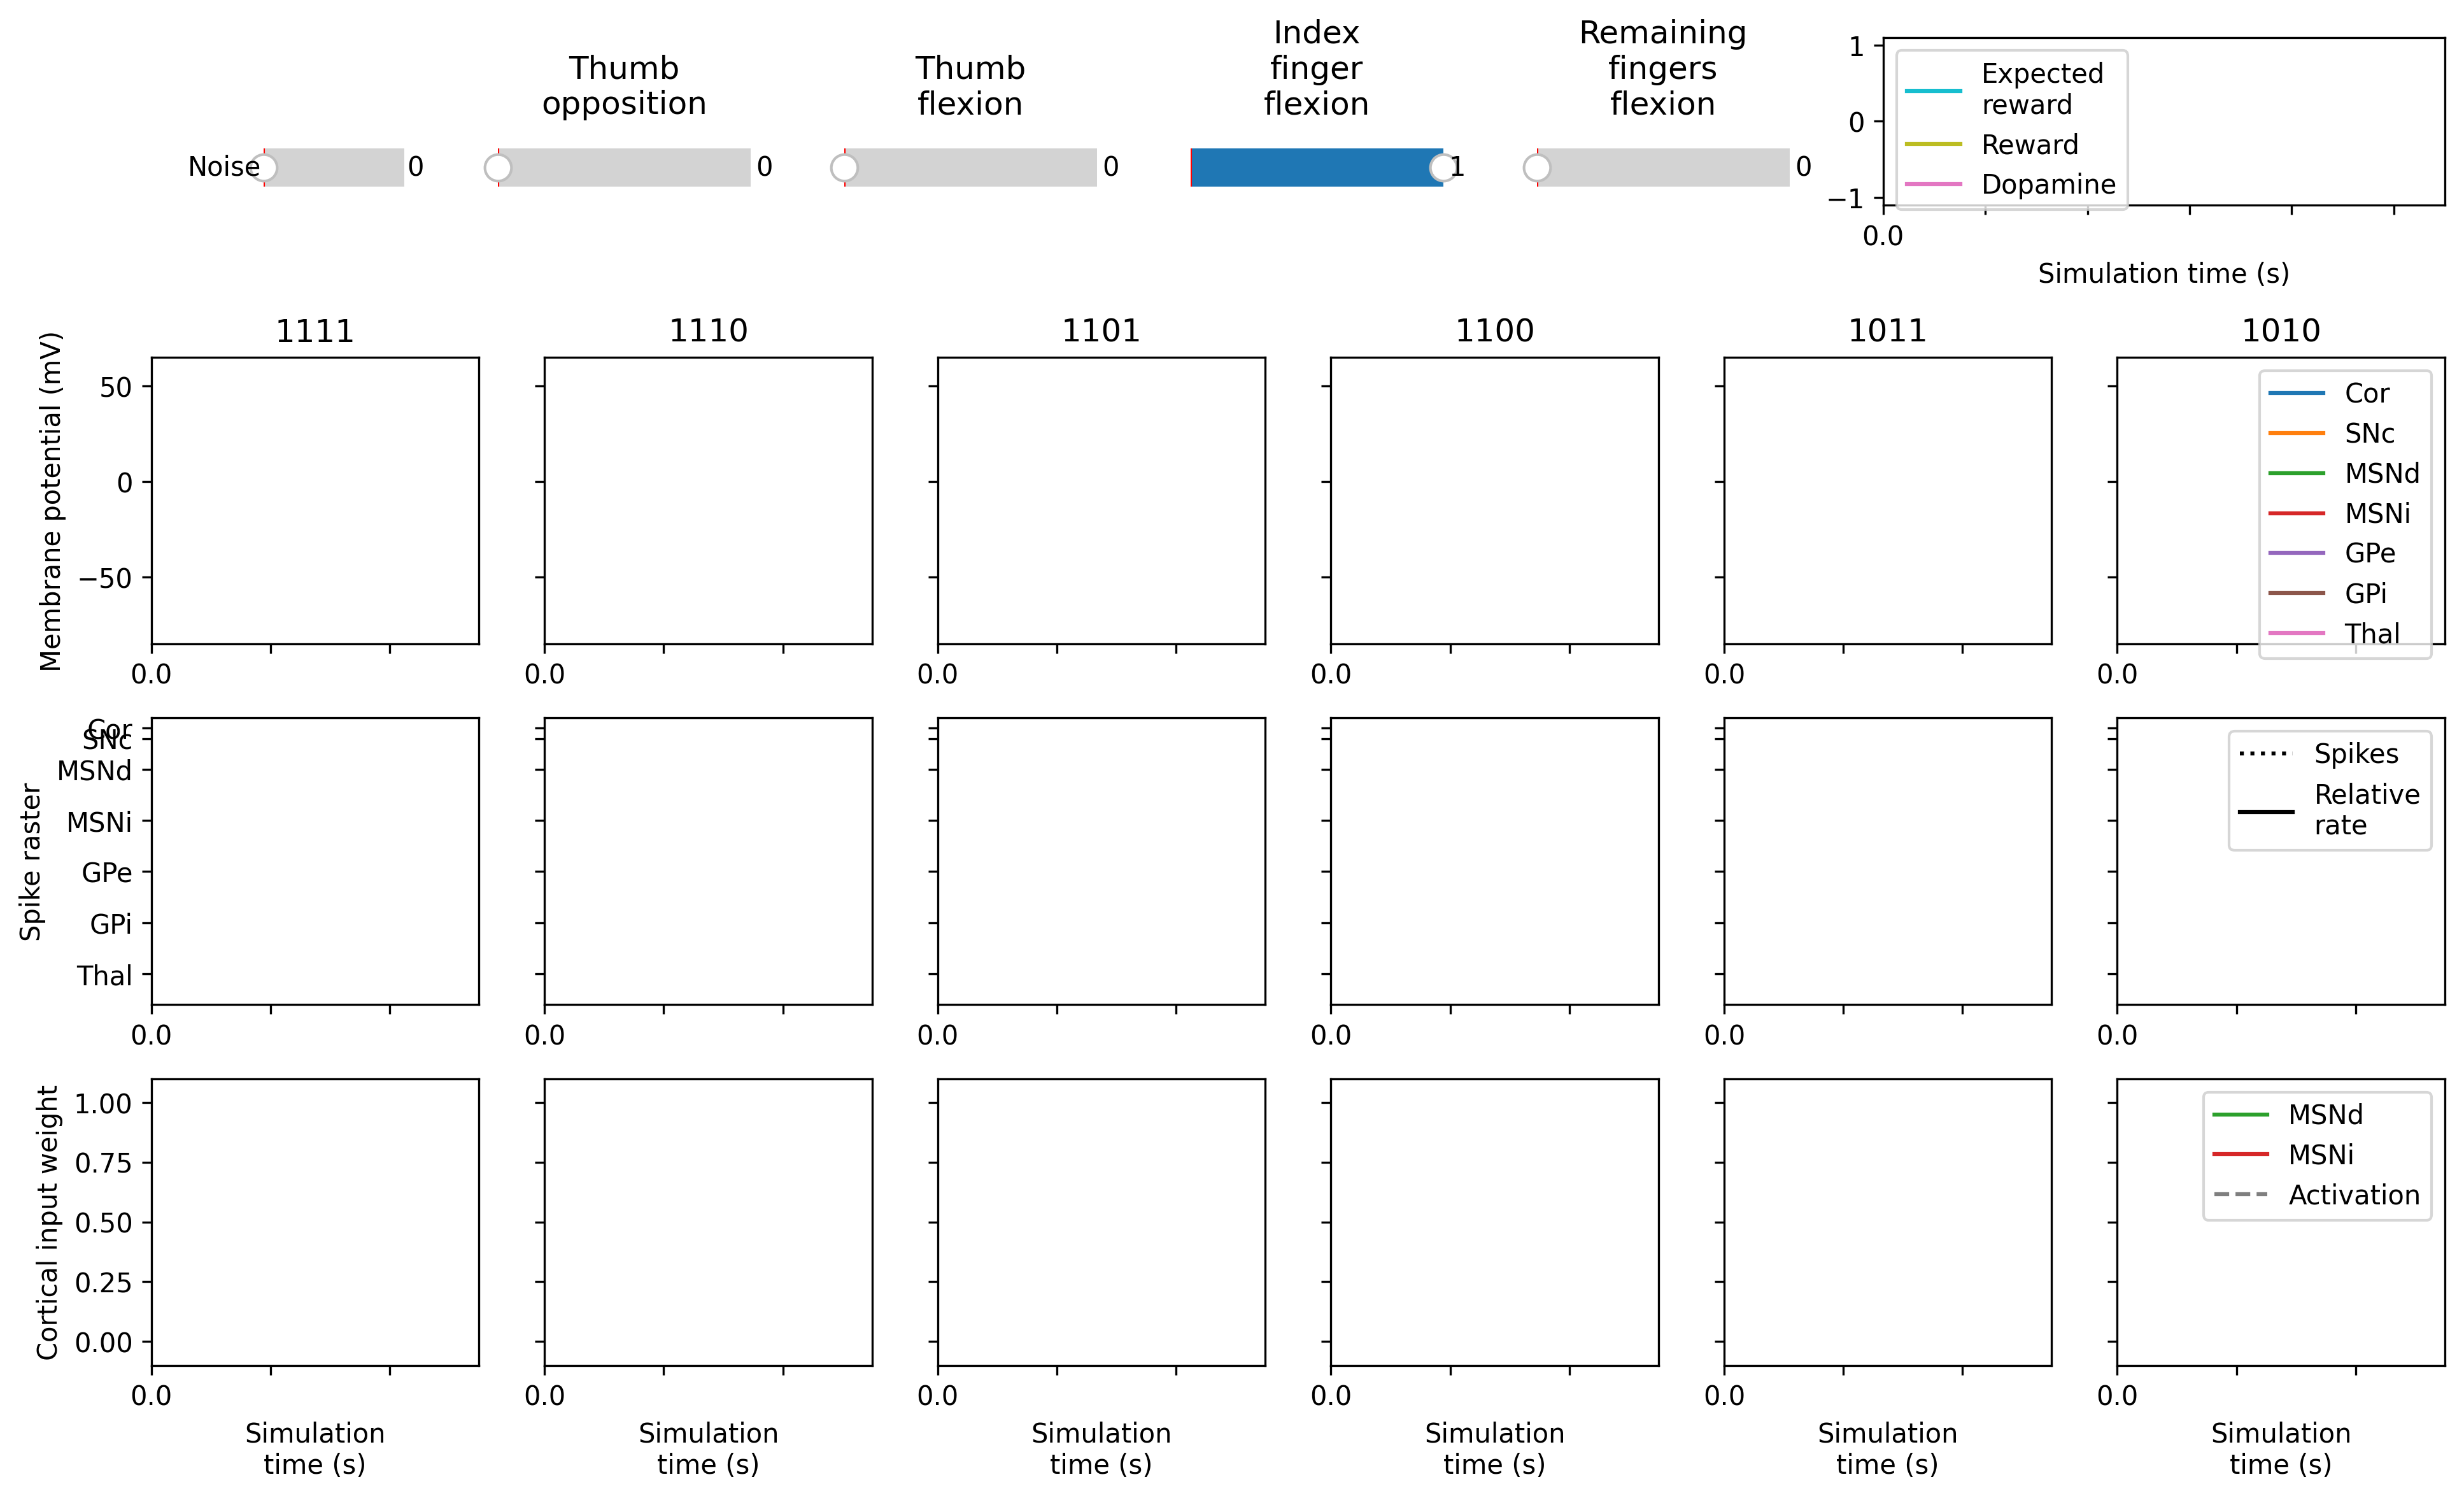 Thumb
opposition
Thumb
flexion
Index
finger
flexion
Remaining
fingers
flexion
Noise 0
0
0
1
0
1
0
−1
Expected
reward
Reward
Dopamine
0.0
Simulation time (s)
1111
1110
1101
1100
1011
1010
Membrane potential (mV)
50
0
−50
Cor
SNc
MSNd
MSNi
GPe
GPi
Thal
0.0
0.0
0.0
0.0
0.0
0.0
Spike raster
Cor
SNc
MSNd
MSNi
GPe
GPi
Thal
Spikes
Relative
rate
0.0
0.0
0.0
0.0
0.0
0.0
Cortical input weight
1.00
0.75
0.50
0.25
0.00
MSNd
MSNi
Activation
0.0
0.0
0.0
0.0
0.0
0.0
Simulation
time (s)
Simulation
time (s)
Simulation
time (s)
Simulation
time (s)
Simulation
time (s)
Simulation
time (s)